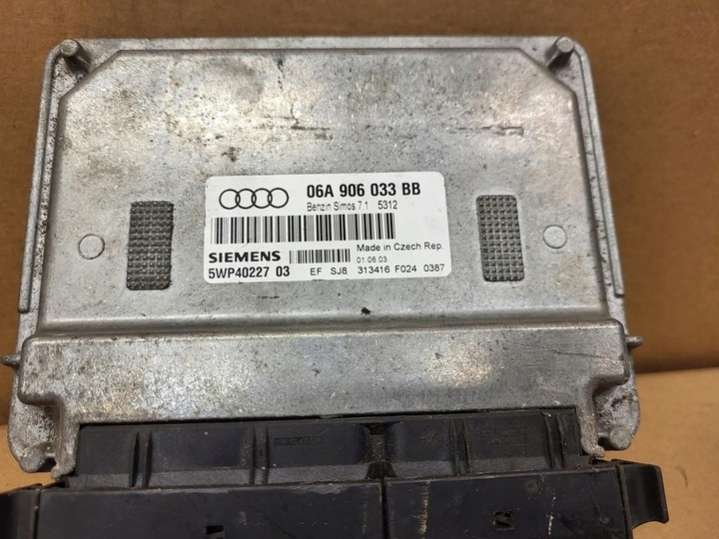 06A 906 033 BB
Benzin Simos 7.1 5312
Made in Czech Rep.
SIEMENS 01.06.03
5WP40227 03 EF SJ8 313416 F024 0387